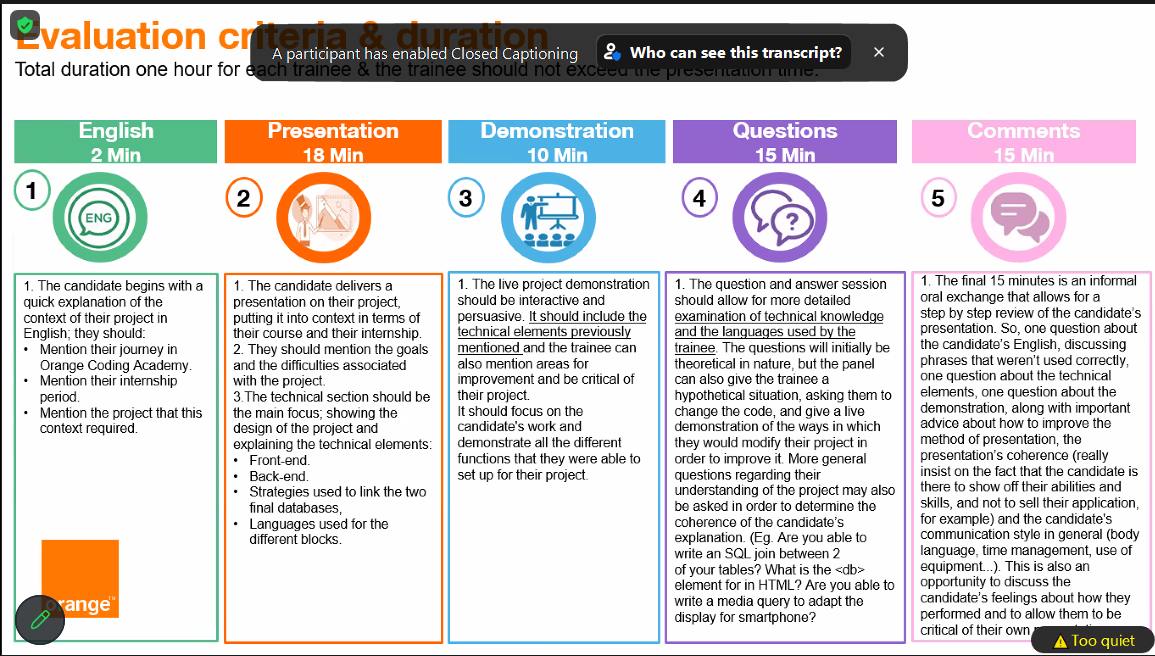 Evaluation criteria & duration
A participant has enabled Closed Captioning
Who can see this transcript?
Total duration one hour for each trainee & the trainee should not exceed the presentation time.
English
2 Min
Presentation
18 Min
Demonstration
10 Min
Questions
15 Min
Comments
15 Min
1
ENG
2
3
4
?
5
1. The candidate begins with a
quick explanation of the
context of their project in
English; they should:
• Mention their journey in
Orange Coding Academy.
• Mention their internship
period.
• Mention the project that this
context required.
orange™
1. The candidate delivers a
presentation on their project,
putting it into context in terms of
their course and their internship.
2. They should mention the goals
and the difficulties associated
with the project.
3.The technical section should be
the main focus; showing the
design of the project and
explaining the technical elements:
• Front-end.
• Back-end.
• Strategies used to link the two
final databases,
• Languages used for the
different blocks.
1. The live project demonstration
should be interactive and
persuasive. It should include the
technical elements previously
mentioned and the trainee can
also mention areas for
improvement and be critical of
their project.
It should focus on the
candidate's work and
demonstrate all the different
functions that they were able to
set up for their project.
1. The question and answer session
should allow for more detailed
examination of technical knowledge
and the languages used by the
trainee. The questions will initially be
theoretical in nature, but the panel
can also give the trainee a
hypothetical situation, asking them to
change the code, and give a live
demonstration of the ways in which
they would modify their project in
order to improve it. More general
questions regarding their
understanding of the project may also
be asked in order to determine the
coherence of the candidate's
explanation. (Eg. Are you able to
write an SQL join between 2
of your tables? What is the <db>
element for in HTML? Are you able to
write a media query to adapt the
display for smartphone?
1. The final 15 minutes is an informal
oral exchange that allows for a
step by step review of the candidate's
presentation. So, one question about
the candidate's English, discussing
phrases that weren't used correctly,
one question about the technical
elements, one question about the
demonstration, along with important
advice about how to improve the
method of presentation, the
presentation's coherence (really
insist on the fact that the candidate is
there to show off their abilities and
skills, and not to sell their application,
for example) and the candidate's
communication style in general (body
language, time management, use of
equipment...). This is also an
opportunity to discuss the
candidate's feelings about how they
performed and to allow them to be
critical of their own
Too quiet